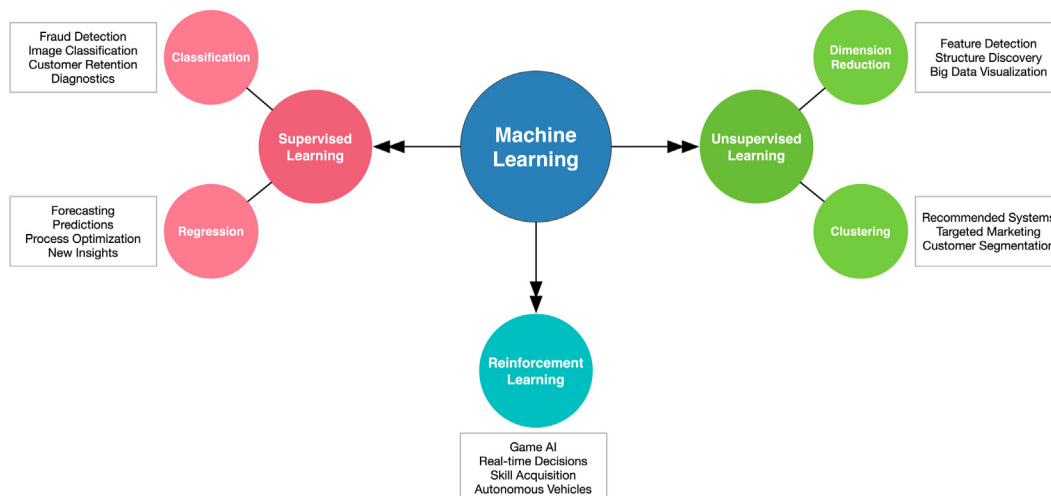 Fraud Detection
Image Classification
Customer Retention
Diagnostics
Classification
Supervised
Learning
Forecasting
Predictions
Process Optimization
New Insights
Regression
Machine
Learning
Unsupervised
Learning
Dimension
Reduction
Feature Detection
Structure Discovery
Big Data Visualization
Clustering
Recommended Systems
Targeted Marketing
Customer Segmentation
Reinforcement
Learning
Game AI
Real-time Decisions
Skill Acquisition
Autonomous Vehicles